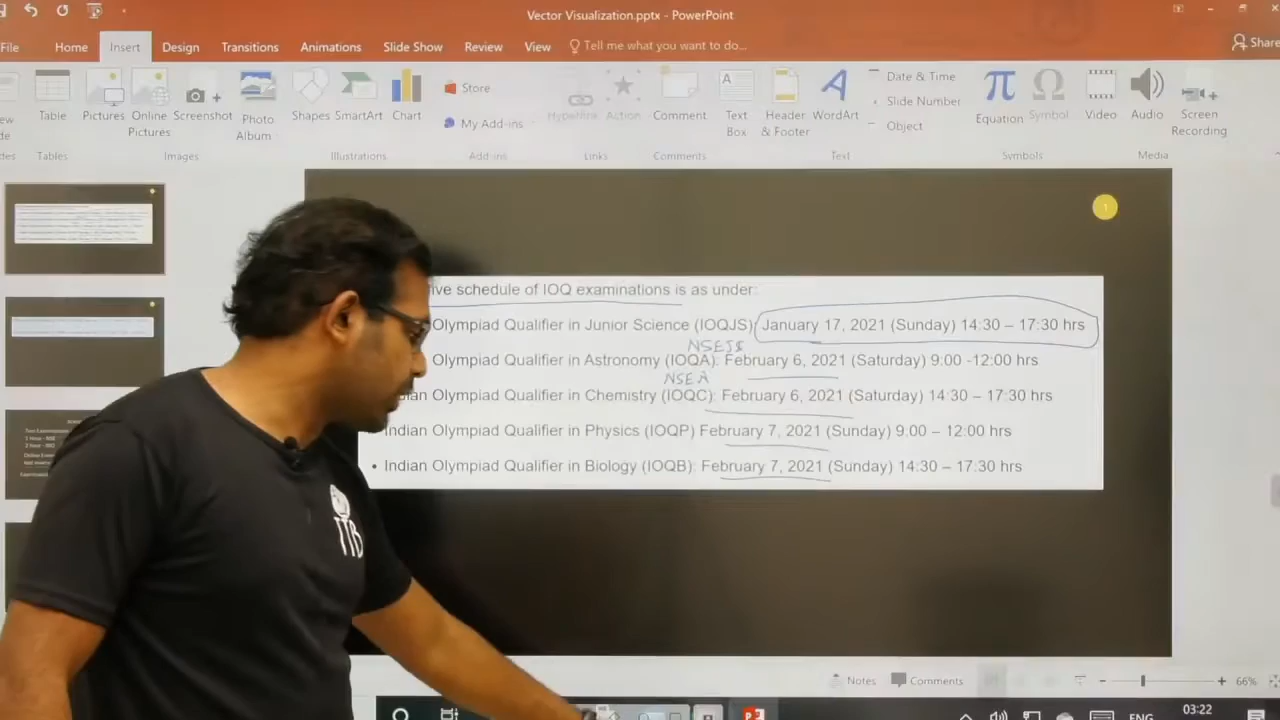 Vector Visualization.pptx - PowerPoint
File Home Insert Design Transitions Animations Slide Show Review View Tell me what you want to do... Share
Table Pictures Online Pictures Screenshot Photo Album Shapes SmartArt Chart Store My Add-ins Hyperlink Action Comment Text Box Header & Footer WordArt Date & Time Slide Number Object Equation Symbol Video Audio Screen Recording
Tables Images Illustrations Add-ins Links Comments Text Symbols Media
1
schedule of IOQ examinations is as under:
Olympiad Qualifier in Junior Science (IOQJS) January 17, 2021 (Sunday) 14:30 – 17:30 hrs
NSEJS
Olympiad Qualifier in Astronomy (IOQA): February 6, 2021 (Saturday) 9:00 -12:00 hrs
NSEA
Olympiad Qualifier in Chemistry (IOQC): February 6, 2021 (Saturday) 14:30 – 17:30 hrs
Indian Olympiad Qualifier in Physics (IOQP) February 7, 2021 (Sunday) 9.00 – 12:00 hrs
• Indian Olympiad Qualifier in Biology (IOQB): February 7, 2021 (Sunday) 14:30 – 17:30 hrs
IITB
Notes Comments 66%
ENG 03:22